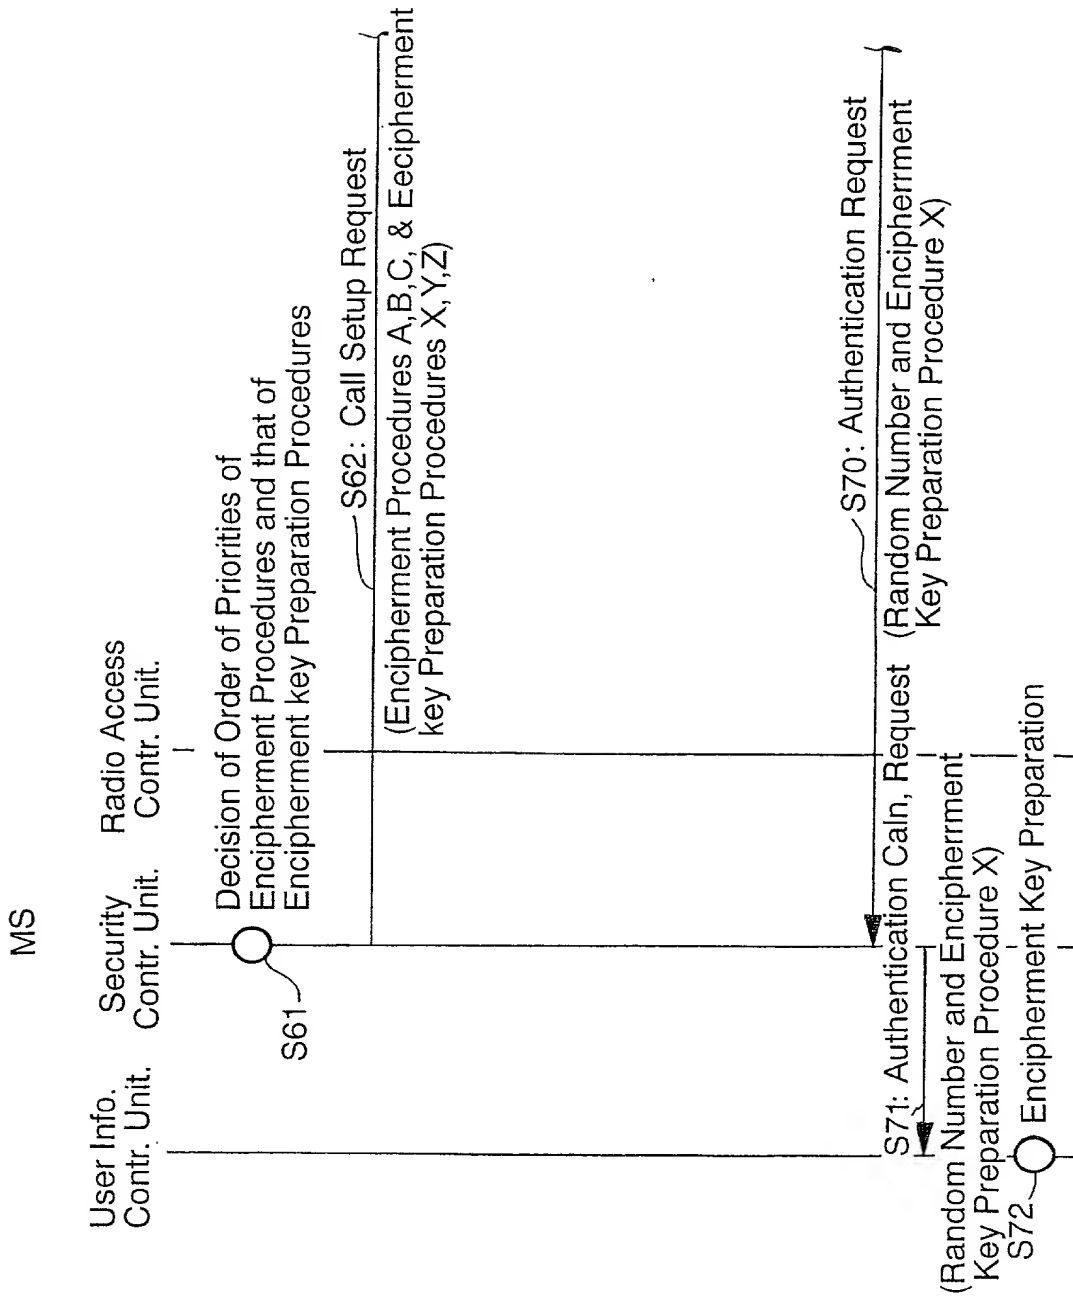 MS
User Info.
Contr. Unit.
Security
Contr. Unit.
Radio Access
Contr. Unit.
S61
Decision of Order of Priorities of
Encipherment Procedures and that of
Encipherment key Preparation Procedures
S62: Call Setup Request
(Encipherment Procedures A,B,C, & Eecipherment
key Preparation Procedures X,Y,Z)
S70: Authentication Request
(Random Number and Enciperrment
Key Preparation Procedure X)
S71: Authentication Caln, Request
(Random Number and Enciperrment
Key Preparation Procedure X)
S72
Encipherment Key Preparation